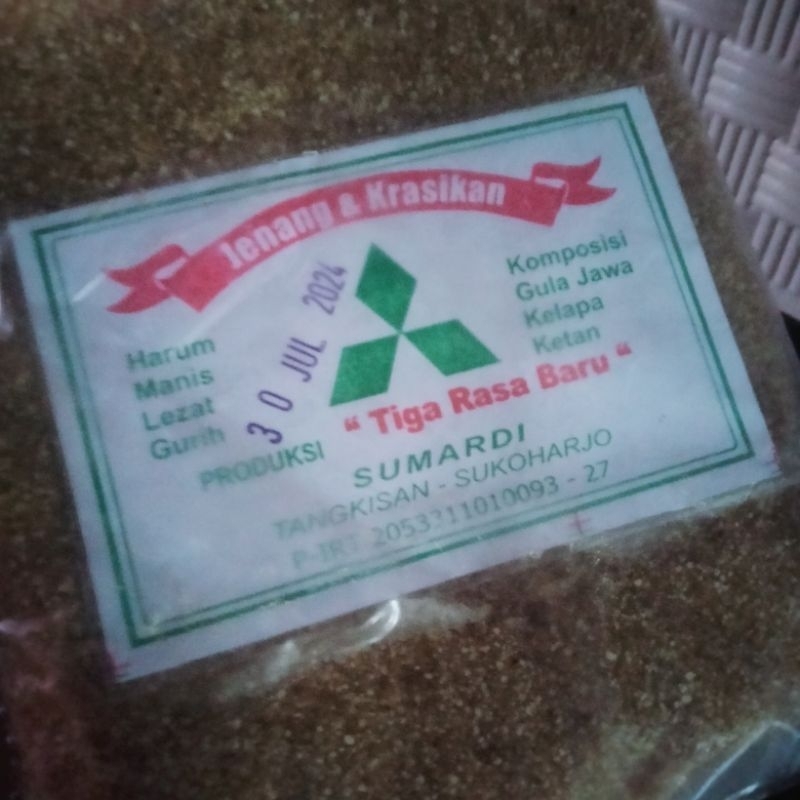 Jenang & Krasikan
Harum
Manis
Lezat
Gurih
30 JUL 2024
Komposisi
Gula Jawa
Kelapa
Ketan
“ Tiga Rasa Baru “
PRODUKSI
SUMARDI
TANGKISAN - SUKOHARJO
P-IRT 2053311010093 - 27